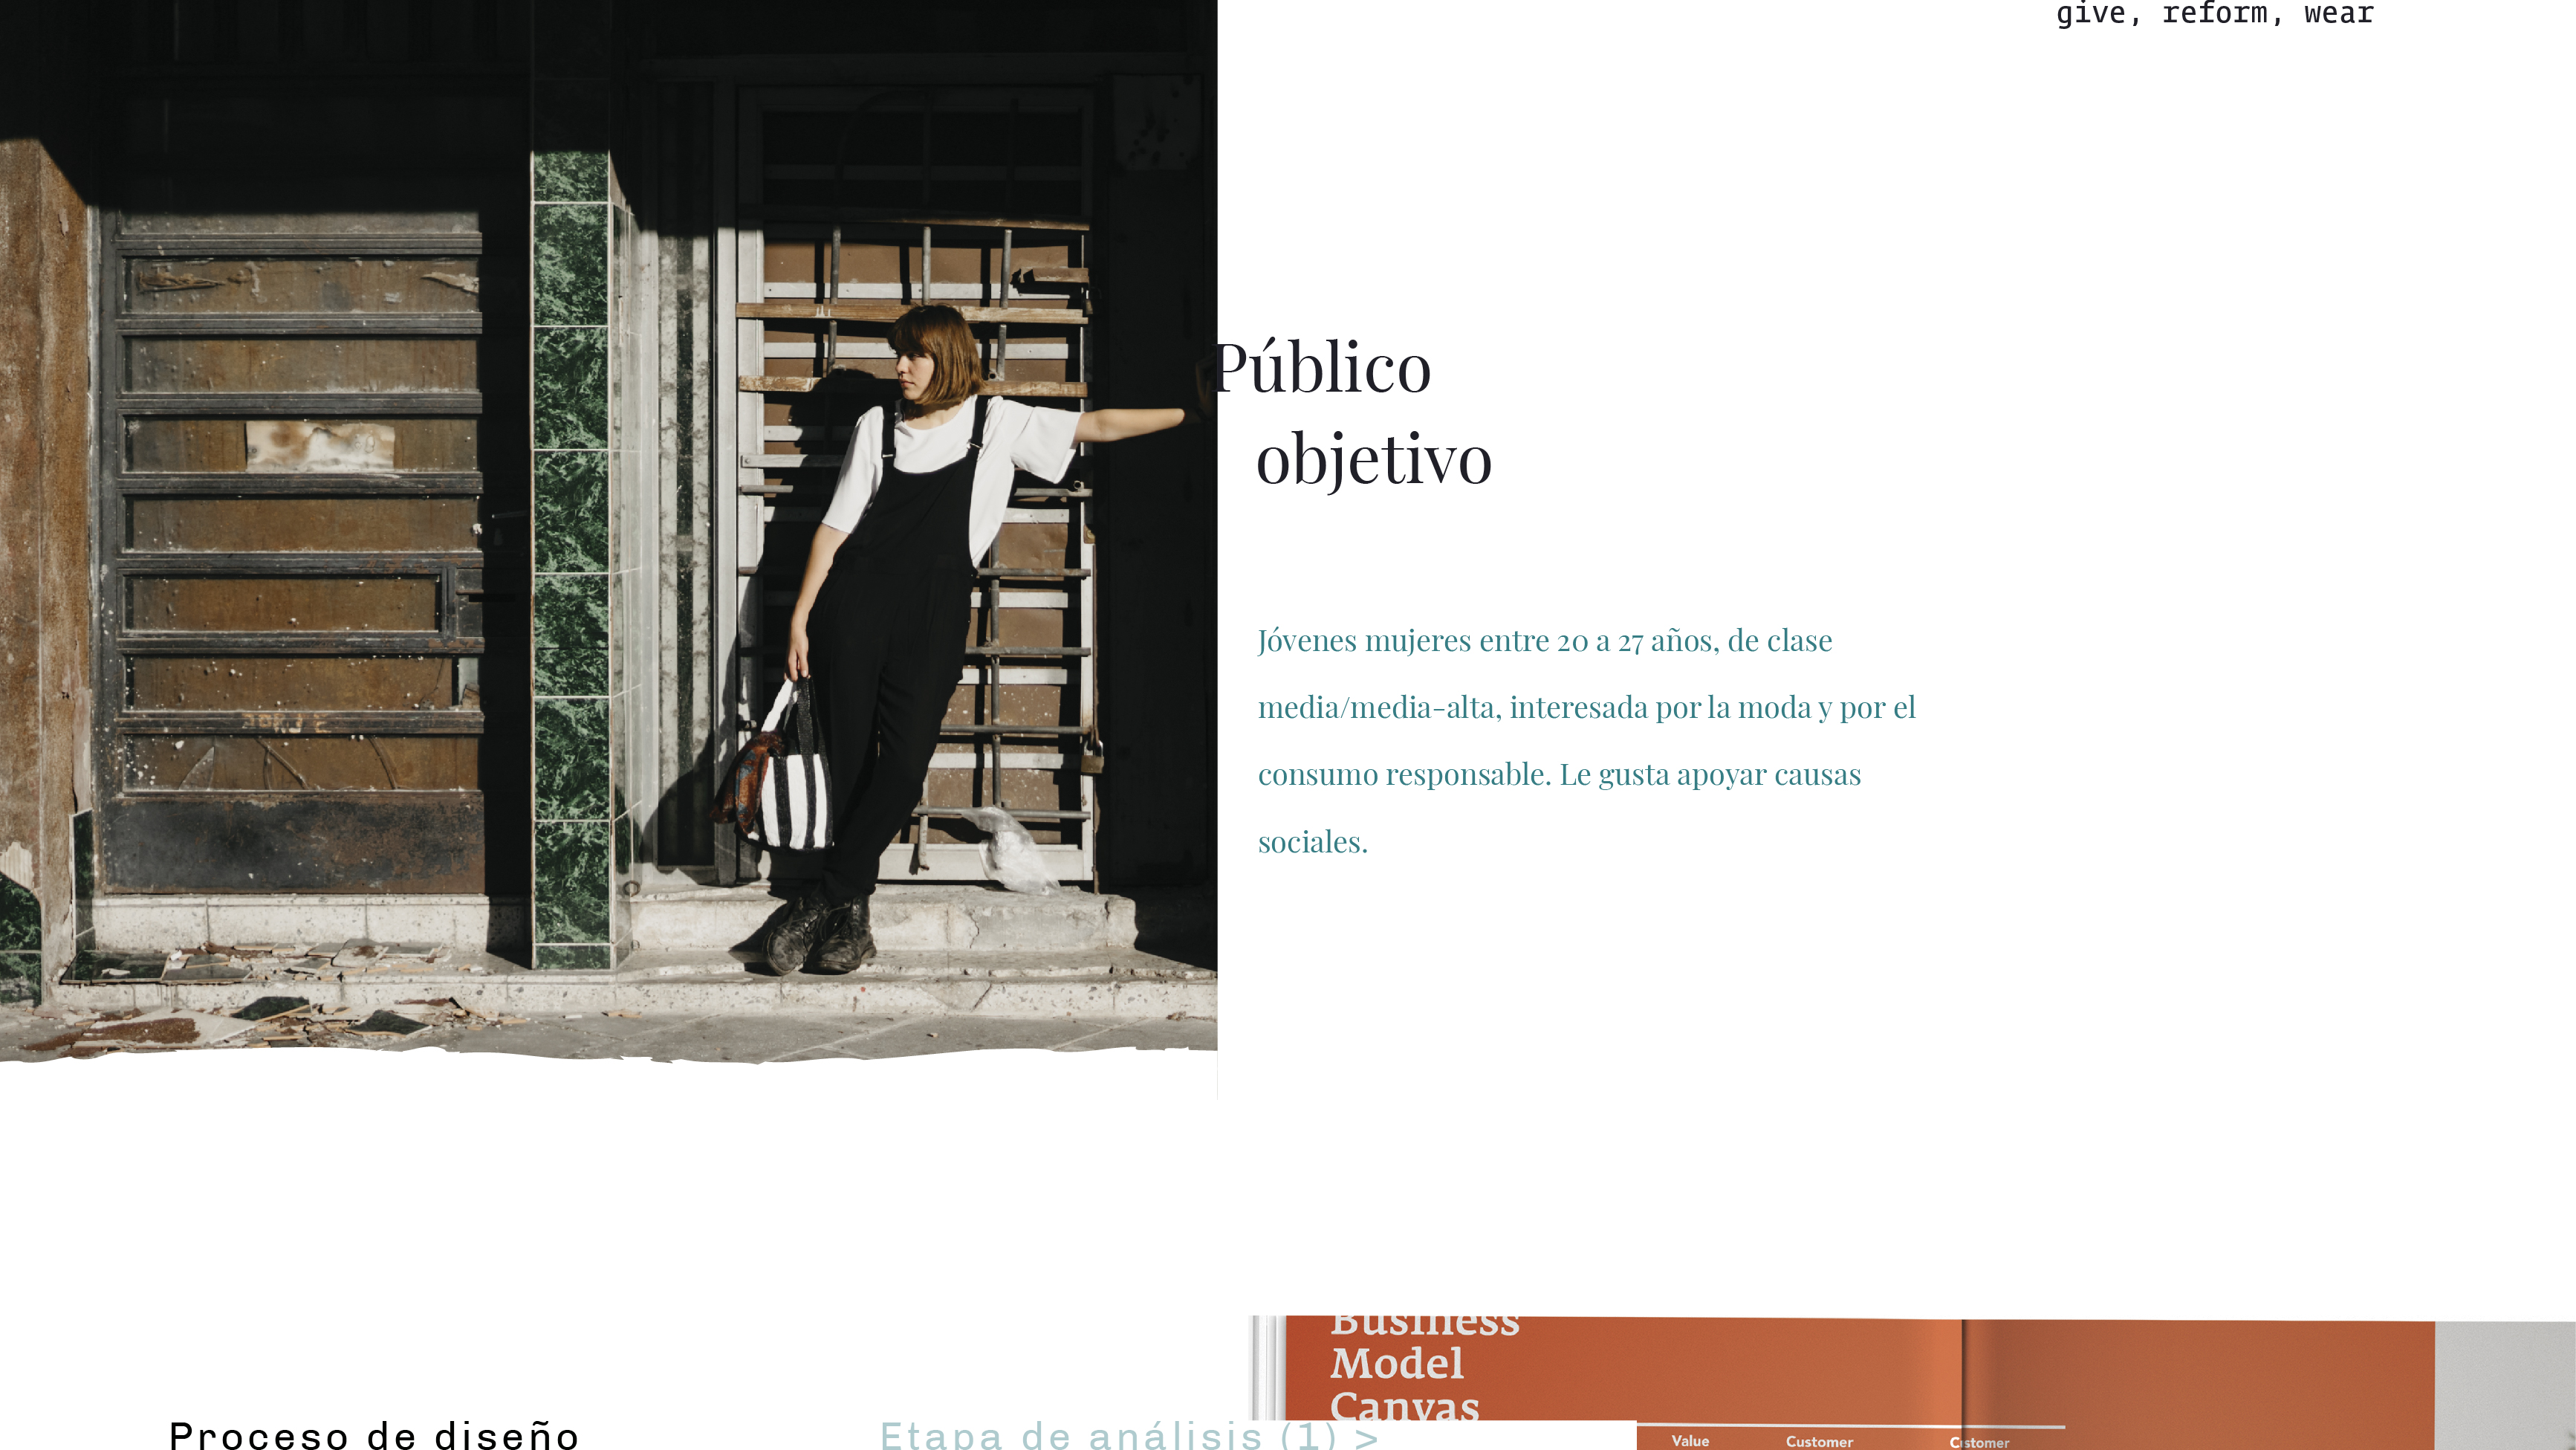 give, reform, wear
Público
objetivo
Jóvenes mujeres entre 20 a 27 años, de clase
media/media-alta, interesada por la moda y por el
consumo responsable. Le gusta apoyar causas
sociales.
Business
Model
Canvas
Proceso de diseño
Etapa de análisis (1) >
Value
Customer
Customer